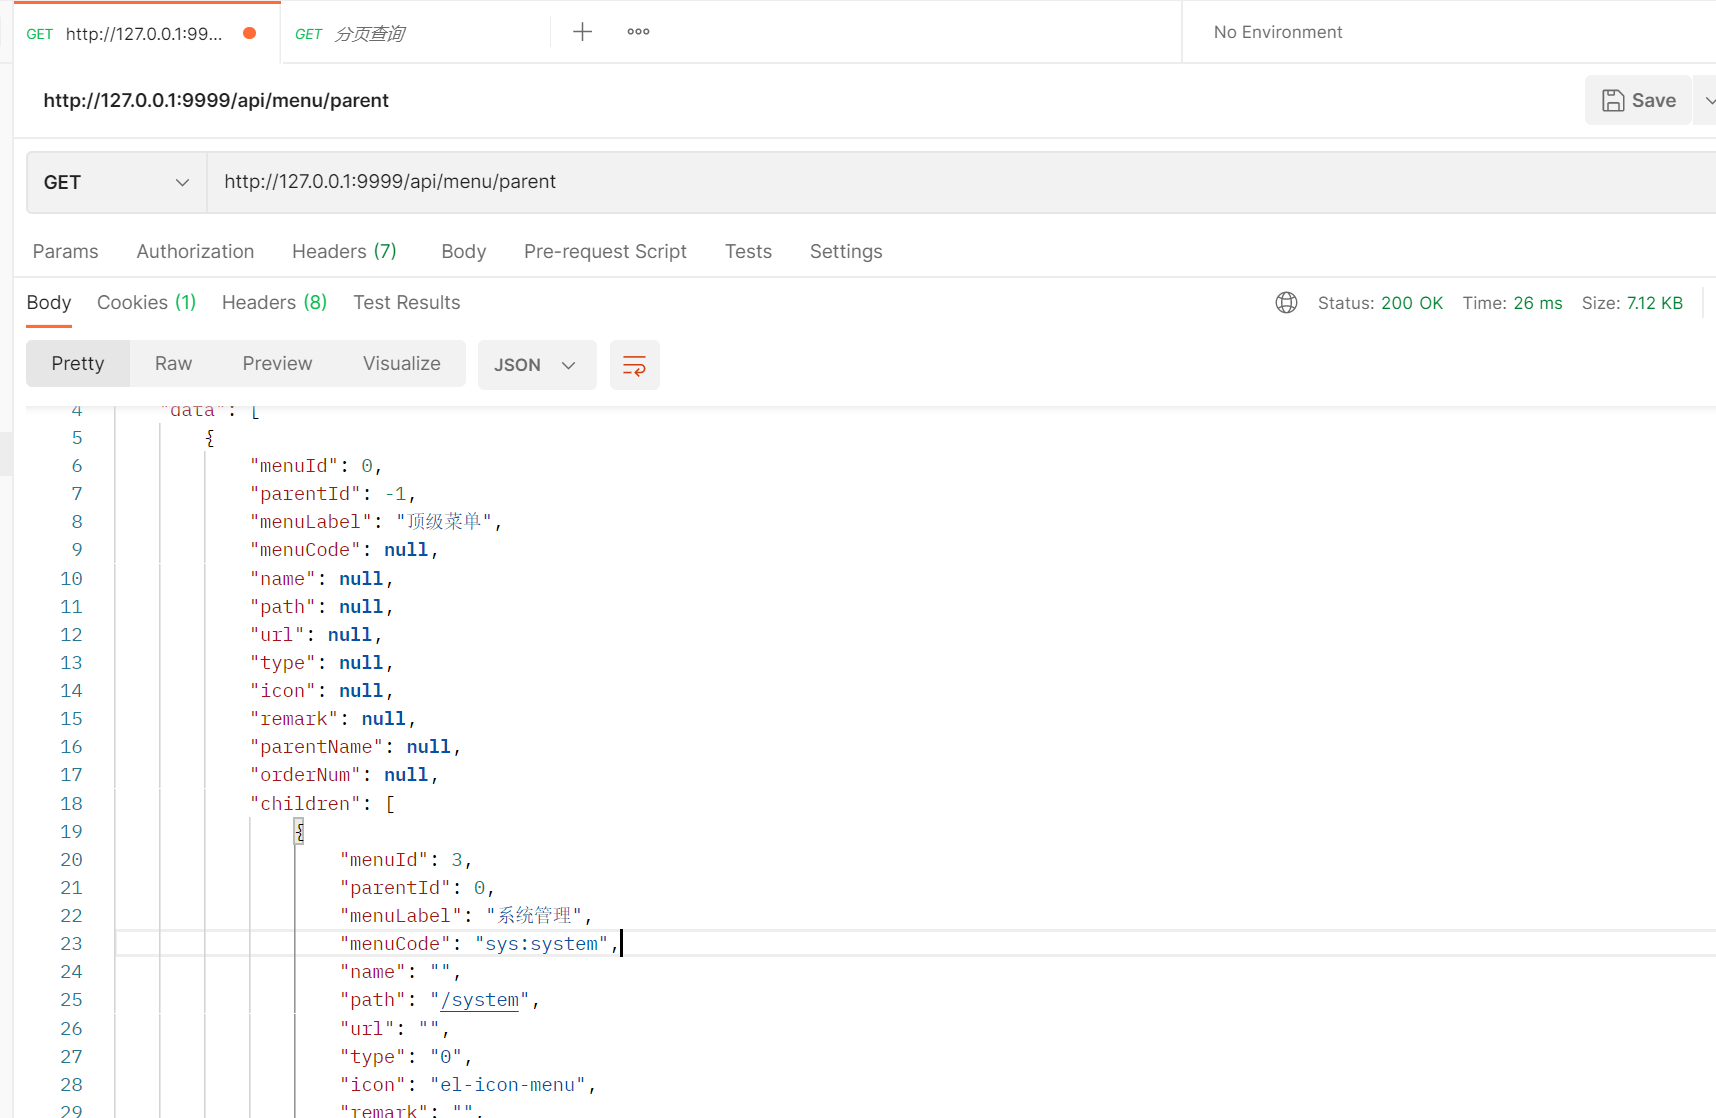 GET http://127.0.0.1:99... GET 分页查询 No Environment
http://127.0.0.1:9999/api/menu/parent Save
GET http://127.0.0.1:9999/api/menu/parent
Params Authorization Headers (7) Body Pre-request Script Tests Settings
Body Cookies (1) Headers (8) Test Results Status: 200 OK Time: 26 ms Size: 7.12 KB
Pretty Raw Preview Visualize JSON
4 "data": [
5 {
6 "menuId": 0,
7 "parentId": -1,
8 "menuLabel": "顶级菜单",
9 "menuCode": null,
10 "name": null,
11 "path": null,
12 "url": null,
13 "type": null,
14 "icon": null,
15 "remark": null,
16 "parentName": null,
17 "orderNum": null,
18 "children": [
19 {
20 "menuId": 3,
21 "parentId": 0,
22 "menuLabel": "系统管理",
23 "menuCode": "sys:system",
24 "name": "",
25 "path": "/system",
26 "url": "",
27 "type": "0",
28 "icon": "el-icon-menu",
29 "remark": "",